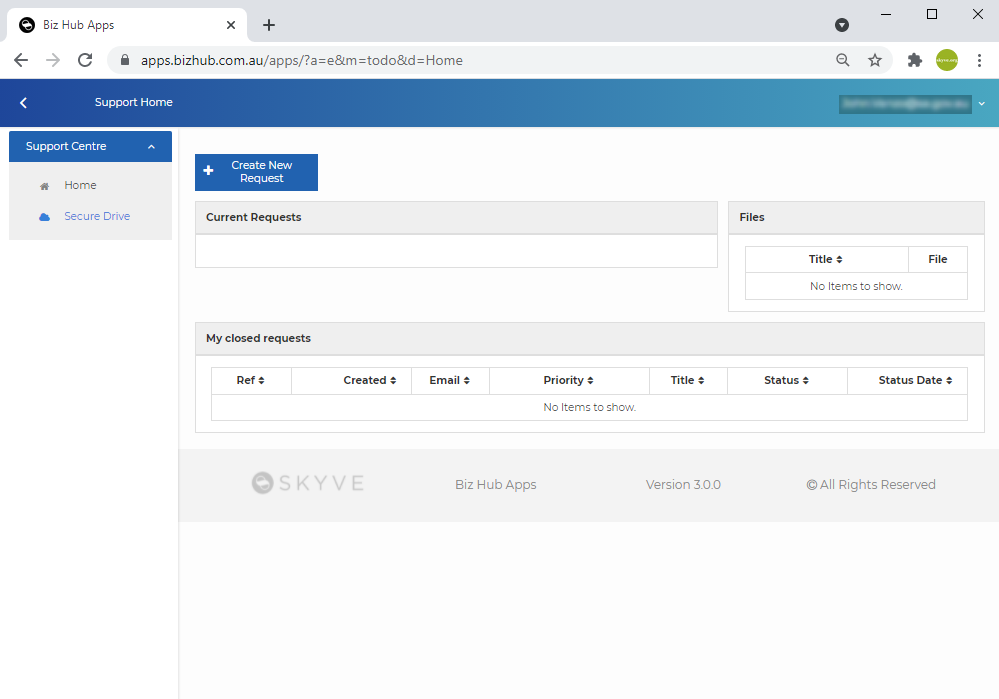 Biz Hub Apps
apps.bizhub.com.au/apps/?a=e&m=todo&d=Home
Support Home
Support Centre
Home
Secure Drive
Create New
Request
Current Requests
Files
Title File
No Items to show.
My closed requests
Ref Created Email Priority Title Status Status Date
No Items to show.
SKYVE Biz Hub Apps Version 3.0.0 © All Rights Reserved